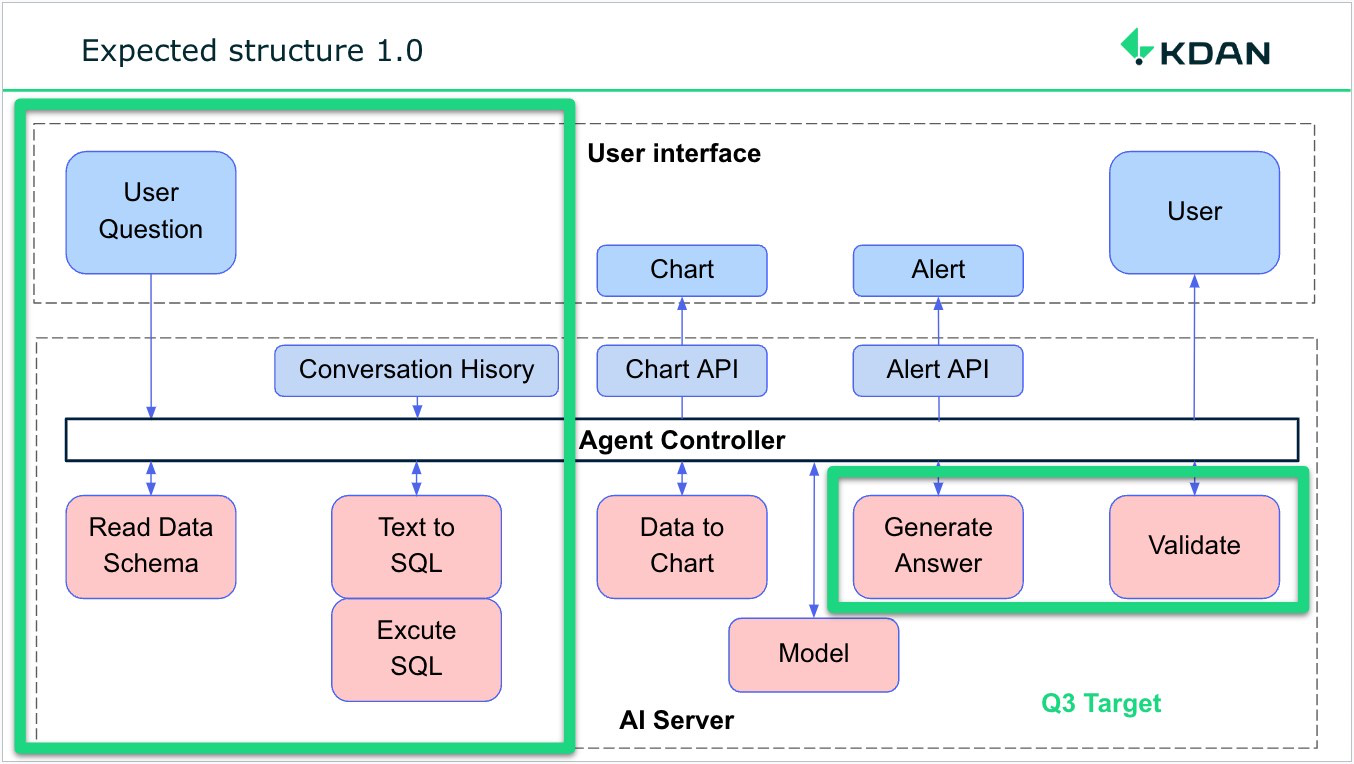 Expected structure 1.0
KDAN
User interface
User
Question
User
Chart
Alert
Conversation Hisory
Chart API
Alert API
Agent Controller
Read Data
Schema
Text to
SQL
Data to
Chart
Generate
Answer
Validate
Excute
SQL
Model
Q3 Target
AI Server